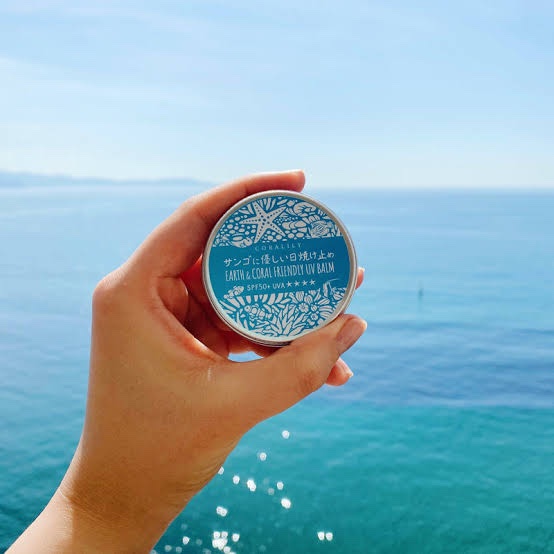 CORALILY
サンゴに優しい日焼け止め
EARTH & CORAL FRIENDLY UV BALM
SPF50+ UVA★★★★